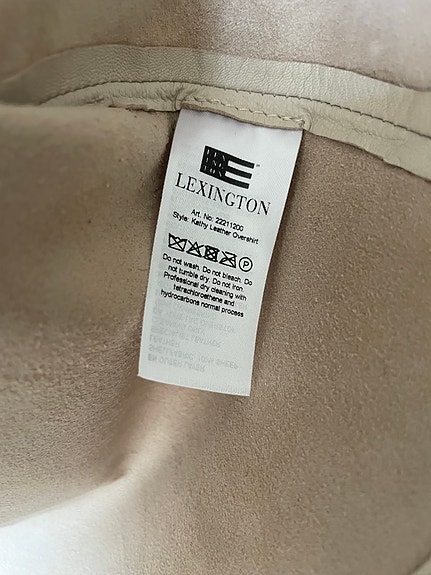 LEXINGTON
Art. No: 22211200
Style: Kathy Leather Overshirt
P
Do not wash. Do not bleach. Do
not tumble dry. Do not iron.
Professional dry cleaning with
tetrachloroethene and
hydrocarbons normal process